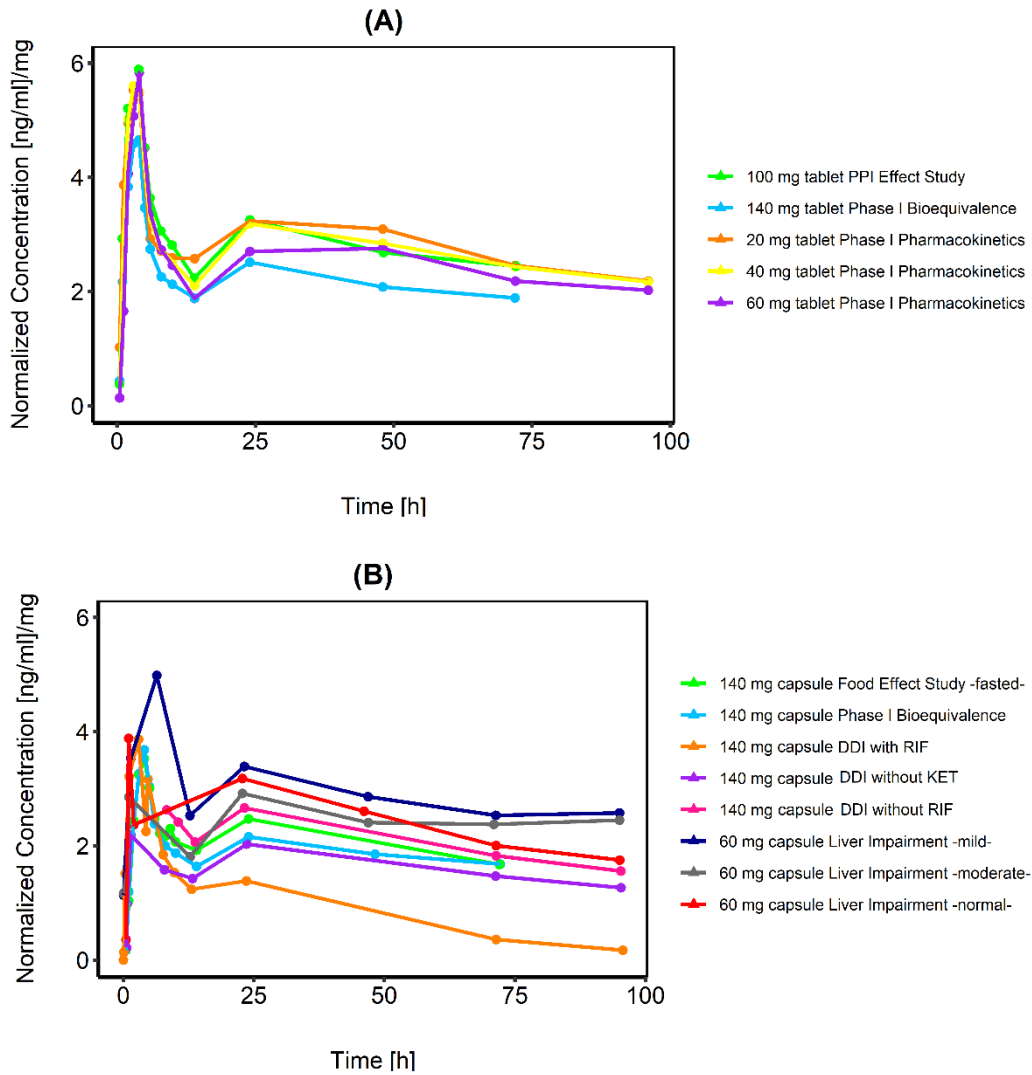 (A)
Normalized Concentration [ng/ml]/mg
6
4
2
0
0 25 50 75 100
Time [h]
100 mg tablet PPI Effect Study
140 mg tablet Phase I Bioequivalence
20 mg tablet Phase I Pharmacokinetics
40 mg tablet Phase I Pharmacokinetics
60 mg tablet Phase I Pharmacokinetics
(B)
Normalized Concentration [ng/ml]/mg
6
4
2
0
0 25 50 75 100
Time [h]
140 mg capsule Food Effect Study -fasted-
140 mg capsule Phase I Bioequivalence
140 mg capsule DDI with RIF
140 mg capsule DDI without KET
140 mg capsule DDI without RIF
60 mg capsule Liver Impairment -mild-
60 mg capsule Liver Impairment -moderate-
60 mg capsule Liver Impairment -normal-